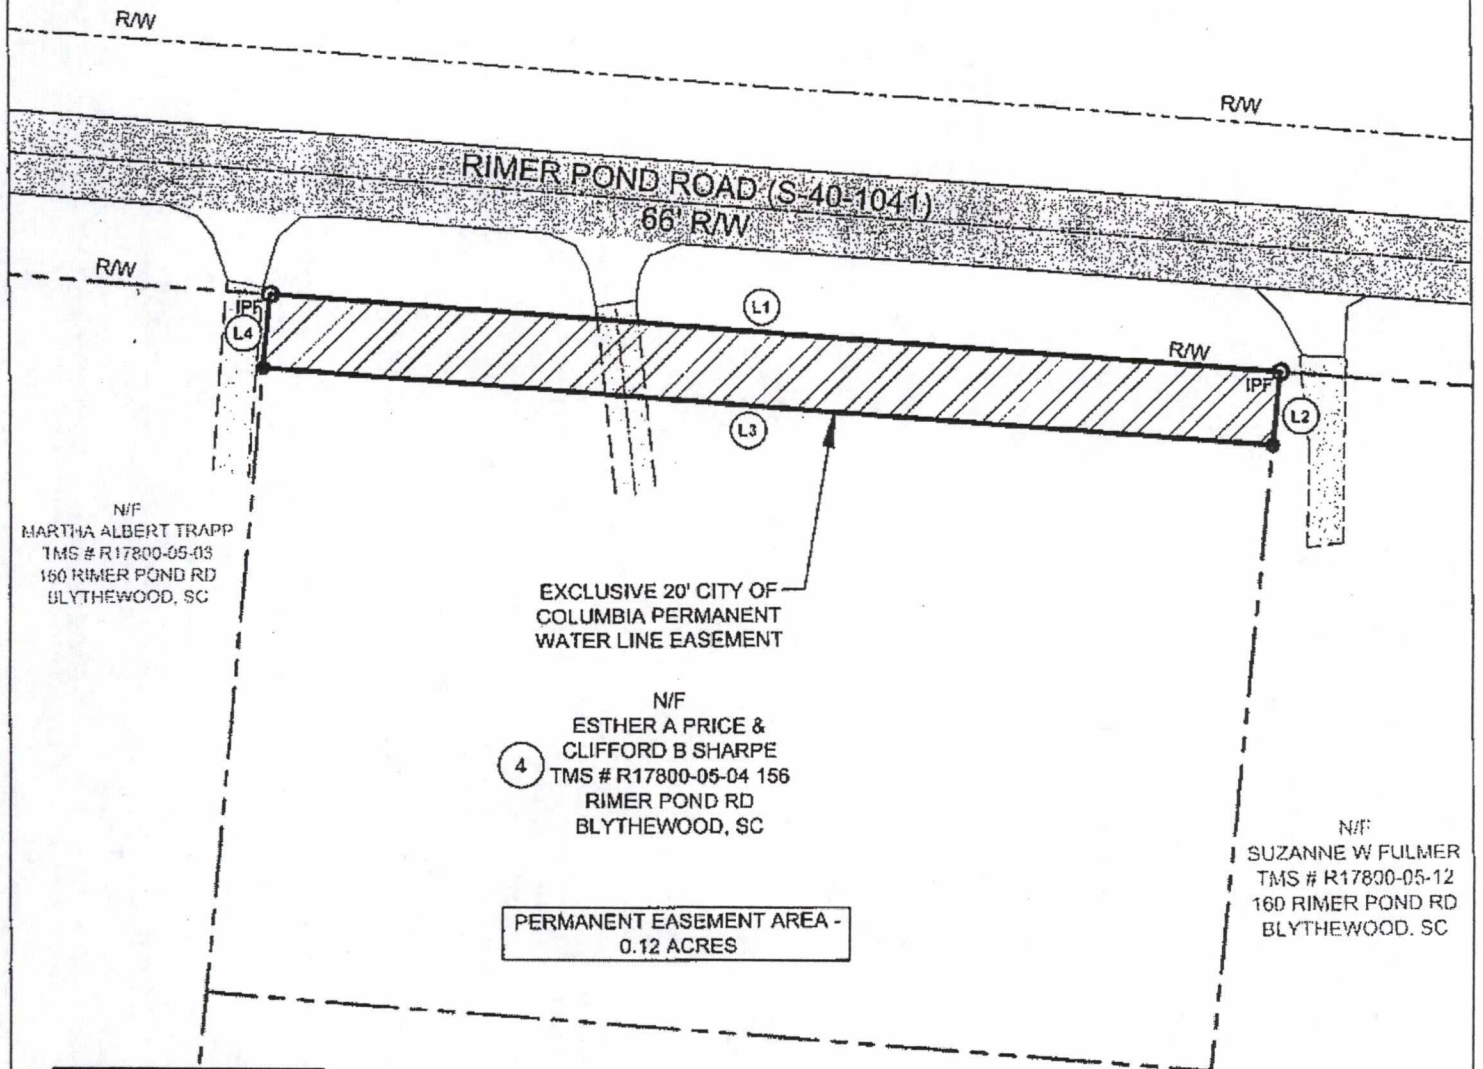 R/W
R/W
RIMER POND ROAD (S-40-1041)
66' R/W
R/W
IPF
L4
L1
R/W
IPF
L2
L3
N/F
MARTHA ALBERT TRAPP
TMS # R17800-05-03
150 RIMER POND RD
BLYTHEWOOD, SC
EXCLUSIVE 20' CITY OF
COLUMBIA PERMANENT
WATER LINE EASEMENT
N/F
ESTHER A PRICE &
CLIFFORD B SHARPE
4
TMS # R17800-05-04 156
RIMER POND RD
BLYTHEWOOD, SC
N/F
SUZANNE W FULMER
TMS # R17800-05-12
160 RIMER POND RD
BLYTHEWOOD, SC
PERMANENT EASEMENT AREA -
0.12 ACRES